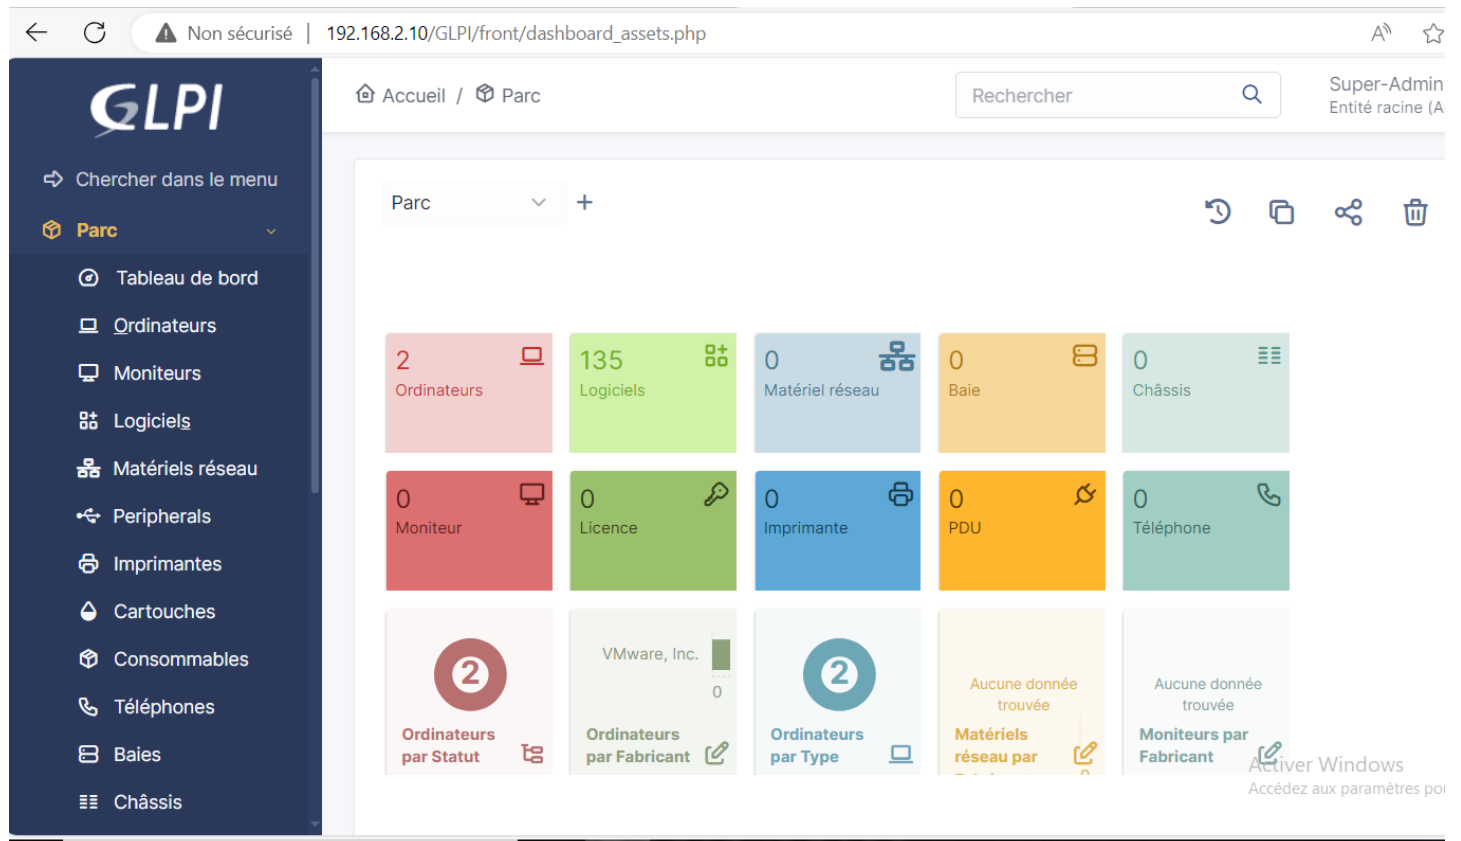 Non sécurisé | 192.168.2.10/GLPI/front/dashboard_assets.php
GLPI
Accueil / Parc
Rechercher
Super-Admin
Entité racine (A
Chercher dans le menu
Parc
Tableau de bord
Ordinateurs
Moniteurs
Logiciels
Matériels réseau
Peripherals
Imprimantes
Cartouches
Consommables
Téléphones
Baies
Châssis
Parc
2
Ordinateurs
135
Logiciels
0
Matériel réseau
0
Baie
0
Châssis
0
Moniteur
0
Licence
0
Imprimante
0
PDU
0
Téléphone
2
Ordinateurs
par Statut
VMware, Inc.
0
Ordinateurs
par Fabricant
2
Ordinateurs
par Type
Aucune donnée
trouvée
Matériels
réseau par
Aucune donnée
trouvée
Moniteurs par
Fabricant
Activer Windows
Accédez aux paramètres pou